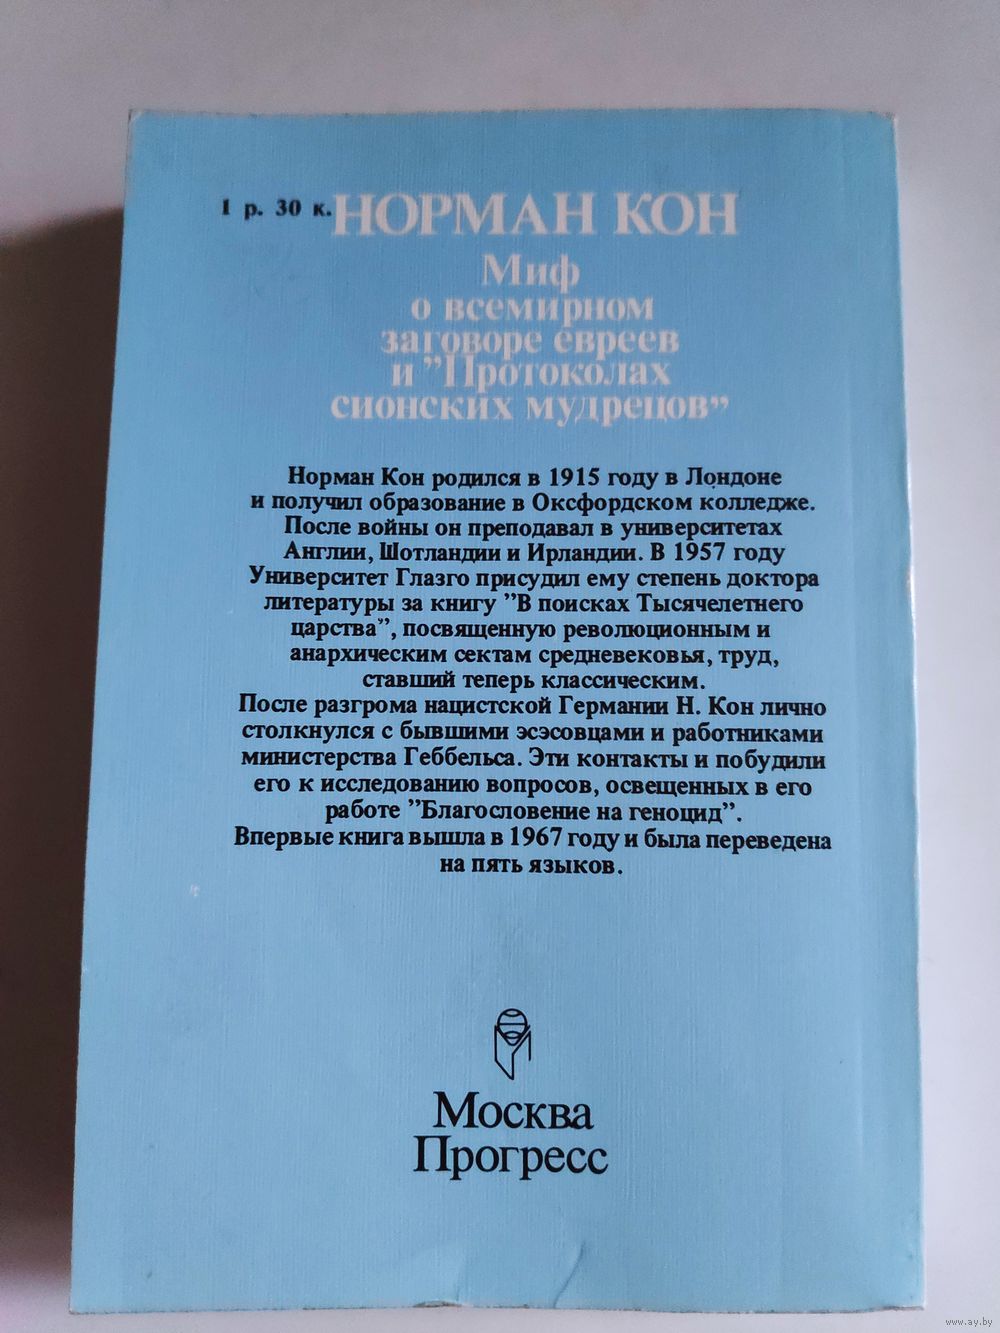 1 р. 30 к. НОРМАН КОН
Миф
о всемирном
заговоре евреев
и "Протоколах
сионских мудрецов"
Норман Кон родился в 1915 году в Лондоне
и получил образование в Оксфордском колледже.
После войны он преподавал в университетах
Англии, Шотландии и Ирландии. В 1957 году
Университет Глазго присудил ему степень доктора
литературы за книгу "В поисках Тысячелетнего
царства", посвященную революционным и
анархическим сектам средневековья, труд,
ставший теперь классическим.
После разгрома нацистской Германии Н. Кон лично
столкнулся с бывшими эсэсовцами и работниками
министерства Геббельса. Эти контакты и побудили
его к исследованию вопросов, освещенных в его
работе "Благословение на геноцид".
Впервые книга вышла в 1967 году и была переведена
на пять языков.
Москва
Прогресс
www.ay.by